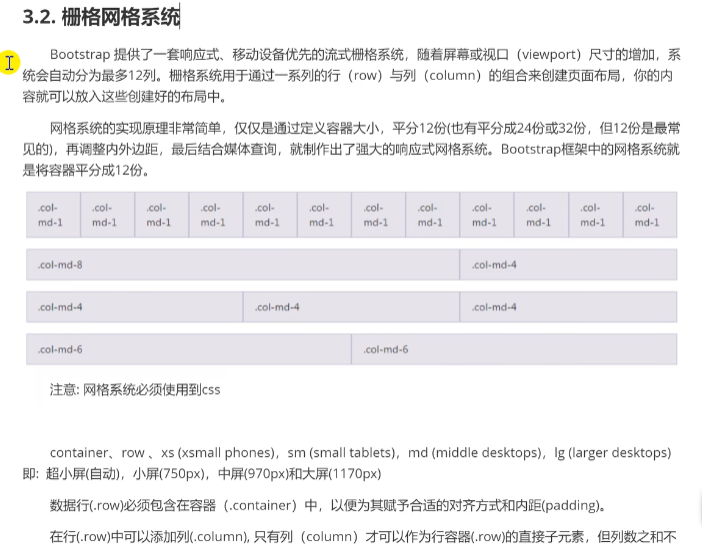 3.2. 栅格网格系统
Bootstrap 提供了一套响应式、移动设备优先的流式栅格系统，随着屏幕或视口（viewport）尺寸的增加，系
统会自动分为最多12列。栅格系统用于通过一系列的行（row）与列（column）的组合来创建页面布局，你的内
容就可以放入这些创建好的布局中。
网格系统的实现原理非常简单，仅仅是通过定义容器大小，平分12份(也有平分成24份或32份，但12份是最常
见的)，再调整内外边距，最后结合媒体查询，就制作出了强大的响应式网格系统。Bootstrap框架中的网格系统就
是将容器平分成12份。
.col- .col- .col- .col- .col- .col- .col- .col- .col- .col- .col- .col-
md-1 md-1 md-1 md-1 md-1 md-1 md-1 md-1 md-1 md-1 md-1 md-1
.col-md-8 .col-md-4
.col-md-4 .col-md-4 .col-md-4
.col-md-6 .col-md-6
注意: 网格系统必须使用到css
container、row 、xs (xsmall phones)，sm (small tablets)，md (middle desktops)，lg (larger desktops)
即: 超小屏(自动)，小屏(750px)，中屏(970px)和大屏(1170px)
数据行(.row)必须包含在容器（.container）中，以便为其赋予合适的对齐方式和内距(padding)。
在行(.row)中可以添加列(.column), 只有列（column）才可以作为行容器(.row)的直接子元素，但列数之和不